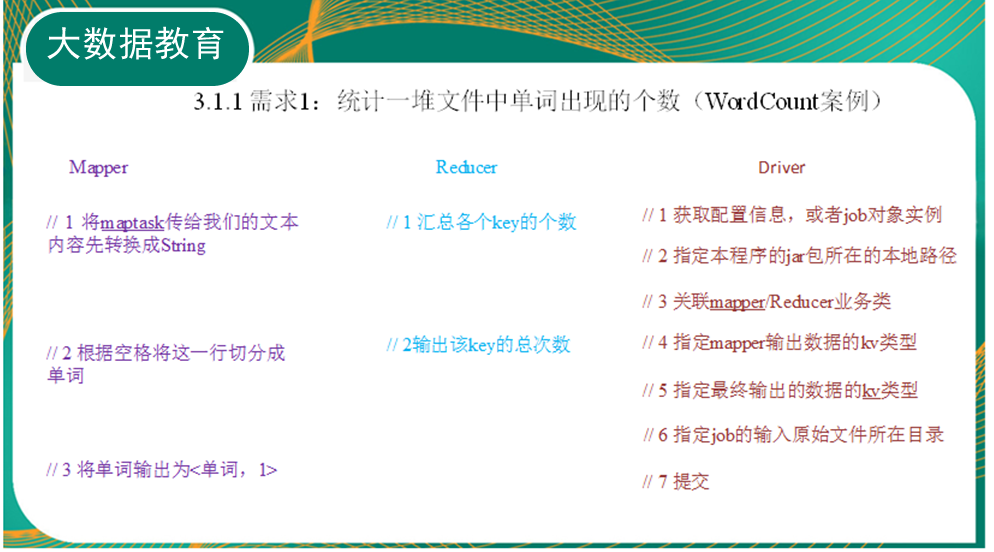 大数据教育
3.1.1 需求1：统计一堆文件中单词出现的个数（WordCount案例）
Mapper
// 1 将maptask传给我们的文本
内容先转换成String
// 2 根据空格将这一行切分成
单词
// 3 将单词输出为<单词，1>
Reducer
// 1 汇总各个key的个数
// 2输出该key的总次数
Driver
// 1 获取配置信息，或者job对象实例
// 2 指定本程序的jar包所在的本地路径
// 3 关联mapper/Reducer业务类
// 4 指定mapper输出数据的kv类型
// 5 指定最终输出的数据的kv类型
// 6 指定job的输入原始文件所在目录
// 7 提交